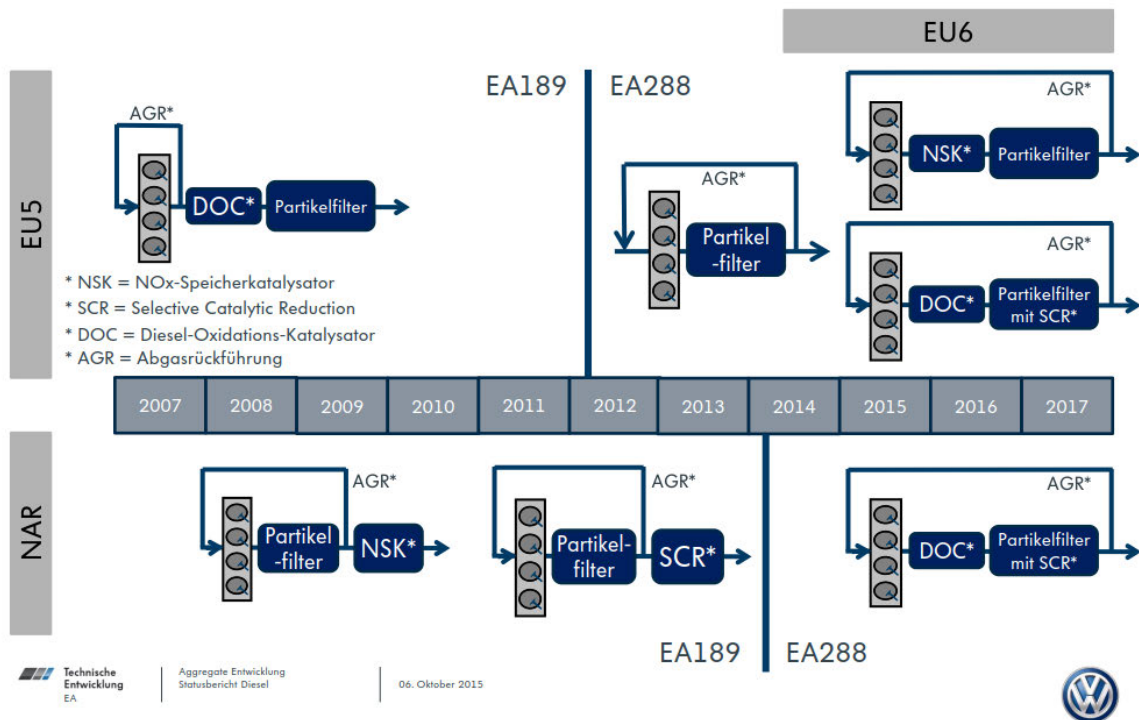 EU6
EU5
EA189
EA288
AGR*
DOC*
Partikelfilter
AGR*
Partikel
-filter
AGR*
NSK*
Partikelfilter
AGR*
DOC*
Partikelfilter
mit SCR*
* NSK = NOx-Speicherkatalysator
* SCR = Selective Catalytic Reduction
* DOC = Diesel-Oxidations-Katalysator
* AGR = Abgasrückführung
2007 2008 2009 2010 2011 2012 2013 2014 2015 2016 2017
NAR
AGR*
Partikel
-filter
NSK*
AGR*
Partikel-
filter
SCR*
AGR*
DOC*
Partikelfilter
mit SCR*
EA189
EA288
Technische
Entwicklung
EA
Aggregate Entwicklung
Statusbericht Diesel
06. Oktober 2015